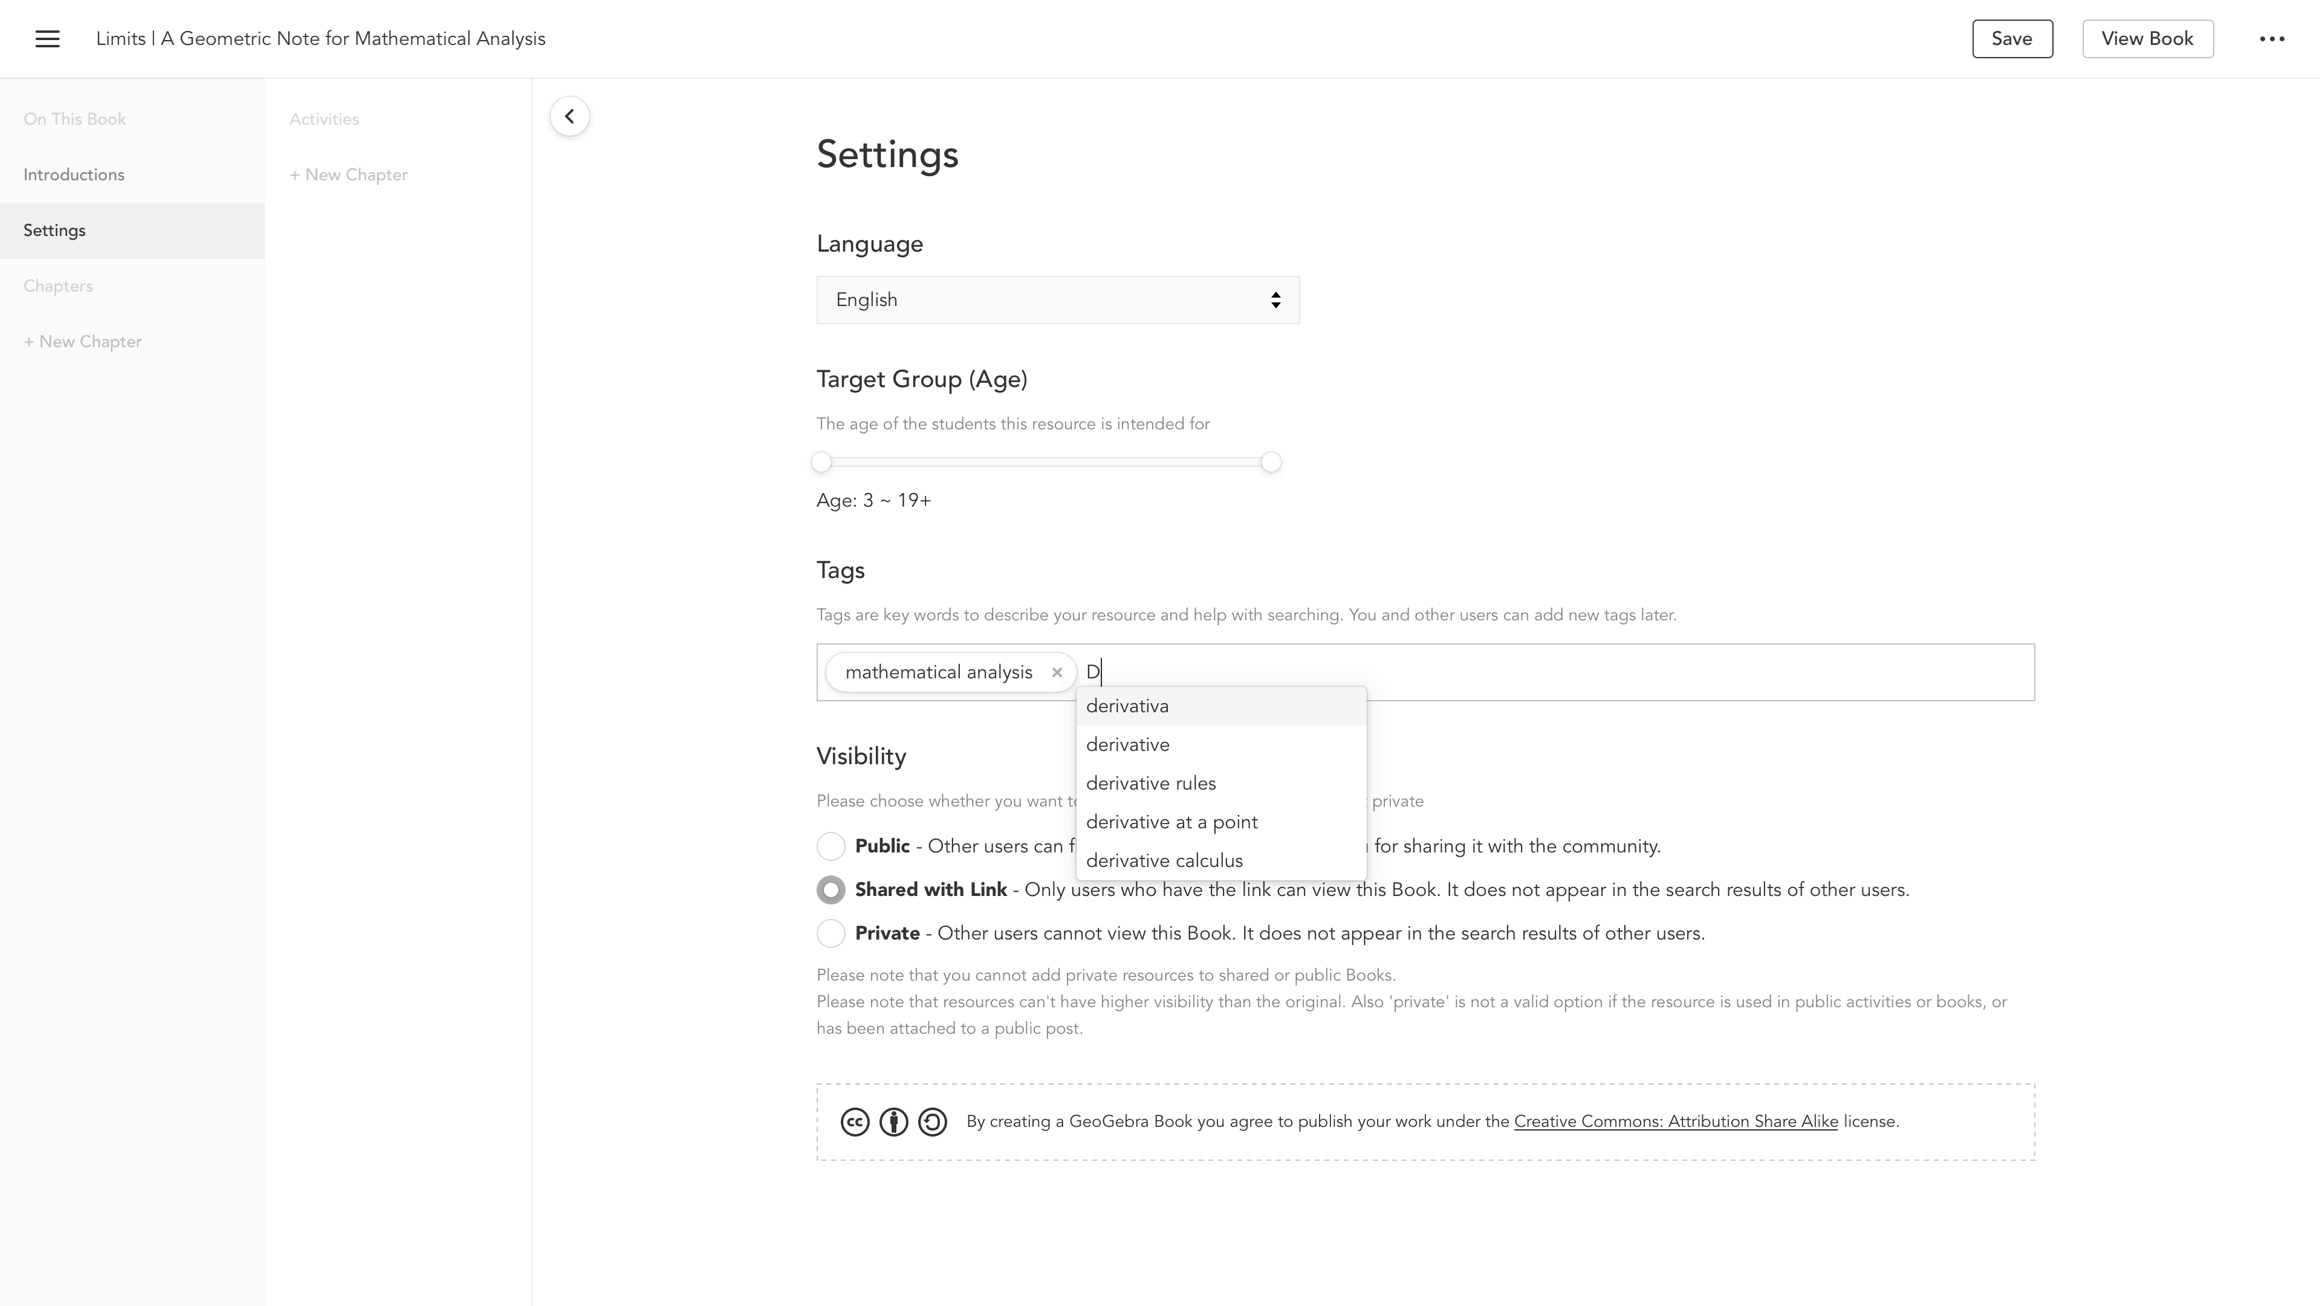 Limits | A Geometric Note for Mathematical Analysis
Save
View Book
On This Book
Introductions
Settings
Chapters
+ New Chapter
Activities
+ New Chapter
Settings
Language
English
Target Group (Age)
The age of the students this resource is intended for
Age: 3 ~ 19+
Tags
Tags are key words to describe your resource and help with searching. You and other users can add new tags later.
mathematical analysis × D
derivativa
derivative
derivative rules
derivative at a point
derivative calculus
Visibility
Please choose whether you want private
Public - Other users can for sharing it with the community.
Shared with Link - Only users who have the link can view this Book. It does not appear in the search results of other users.
Private - Other users cannot view this Book. It does not appear in the search results of other users.
Please note that you cannot add private resources to shared or public Books.
Please note that resources can't have higher visibility than the original. Also 'private' is not a valid option if the resource is used in public activities or books, or
has been attached to a public post.
cc
By creating a GeoGebra Book you agree to publish your work under the Creative Commons: Attribution Share Alike license.